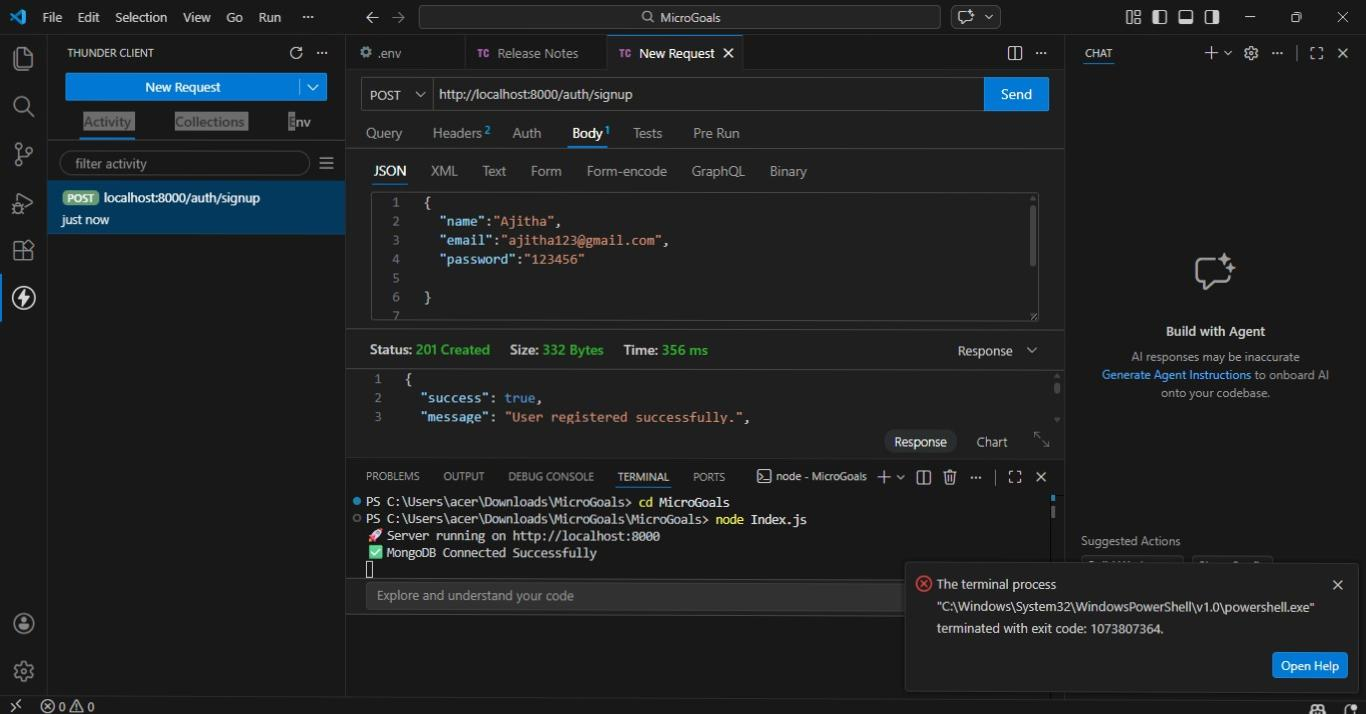 File Edit Selection View Go Run ···
MicroGoals
THUNDER CLIENT
New Request
Activity Collections Env
filter activity
POST localhost:8000/auth/signup
just now
.env
TC Release Notes
TC New Request
POST http://localhost:8000/auth/signup Send
Query Headers 2 Auth Body 1 Tests Pre Run
JSON XML Text Form Form-encode GraphQL Binary
1 {
2 "name":"Ajitha",
3 "email":"ajitha123@gmail.com",
4 "password":"123456"
5
6 }
7
Status: 201 Created Size: 332 Bytes Time: 356 ms Response
1 {
2 "success": true,
3 "message": "User registered successfully.",
Response Chart
PROBLEMS OUTPUT DEBUG CONSOLE TERMINAL PORTS node - MicroGoals
PS C:\Users\acer\Downloads\MicroGoals> cd MicroGoals
PS C:\Users\acer\Downloads\MicroGoals\MicroGoals> node Index.js
🚀 Server running on http://localhost:8000
✅ MongoDB Connected Successfully
Explore and understand your code
CHAT
Build with Agent
AI responses may be inaccurate
Generate Agent Instructions to onboard AI
onto your codebase.
Suggested Actions
The terminal process
"C:\Windows\System32\WindowsPowerShell\v1.0\powershell.exe"
terminated with exit code: 1073807364.
Open Help
0 0